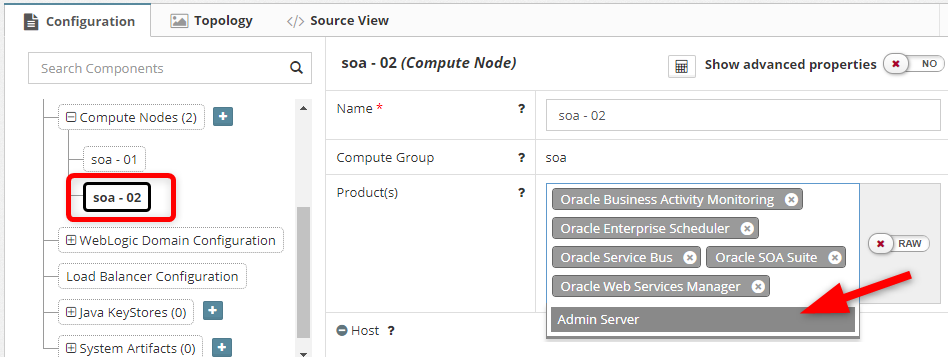 Configuration
Topology
</> Source View
Search Components
Compute Nodes (2)
soa - 01
soa - 02
WebLogic Domain Configuration
Load Balancer Configuration
Java KeyStores (0)
System Artifacts (0)
soa - 02 (Compute Node)
Show advanced properties
NO
Name *
?
soa - 02
Compute Group
?
soa
Product(s)
?
Oracle Business Activity Monitoring
Oracle Enterprise Scheduler
Oracle Service Bus
Oracle SOA Suite
Oracle Web Services Manager
Admin Server
RAW
Host ?